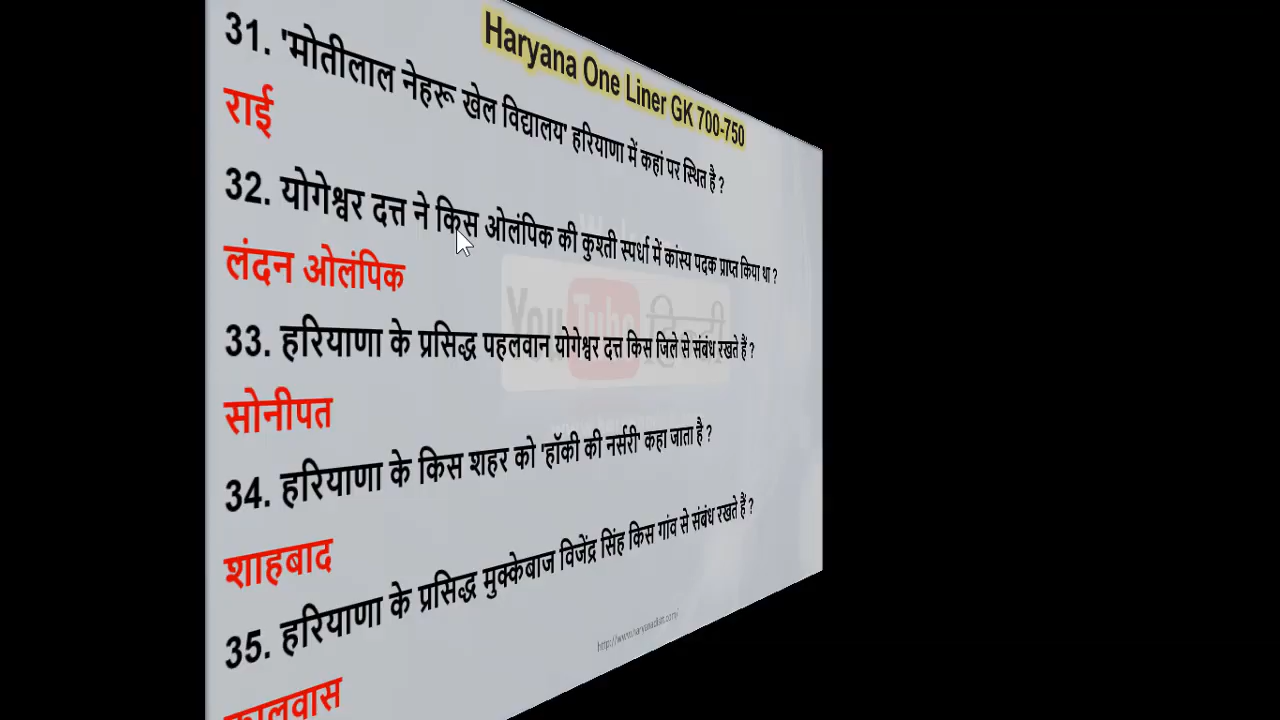 Haryana One Liner GK 700-750
31. 'मोतीलाल नेहरू खेल विद्यालय' हरियाणा में कहां पर स्थित है ?
राई
32. योगेश्वर दत्त ने किस ओलंपिक की कुश्ती स्पर्धा में कांस्य पदक प्राप्त किया था ?
लंदन ओलंपिक
YouTube हिन्दी
33. हरियाणा के प्रसिद्ध पहलवान योगेश्वर दत्त किस जिले से संबंध रखते हैं ?
सोनीपत
34. हरियाणा के किस शहर को 'हॉकी की नर्सरी' कहा जाता है ?
शाहबाद
35. हरियाणा के प्रसिद्ध मुक्केबाज विजेंद्र सिंह किस गांव से संबंध रखते हैं ?
कालवास